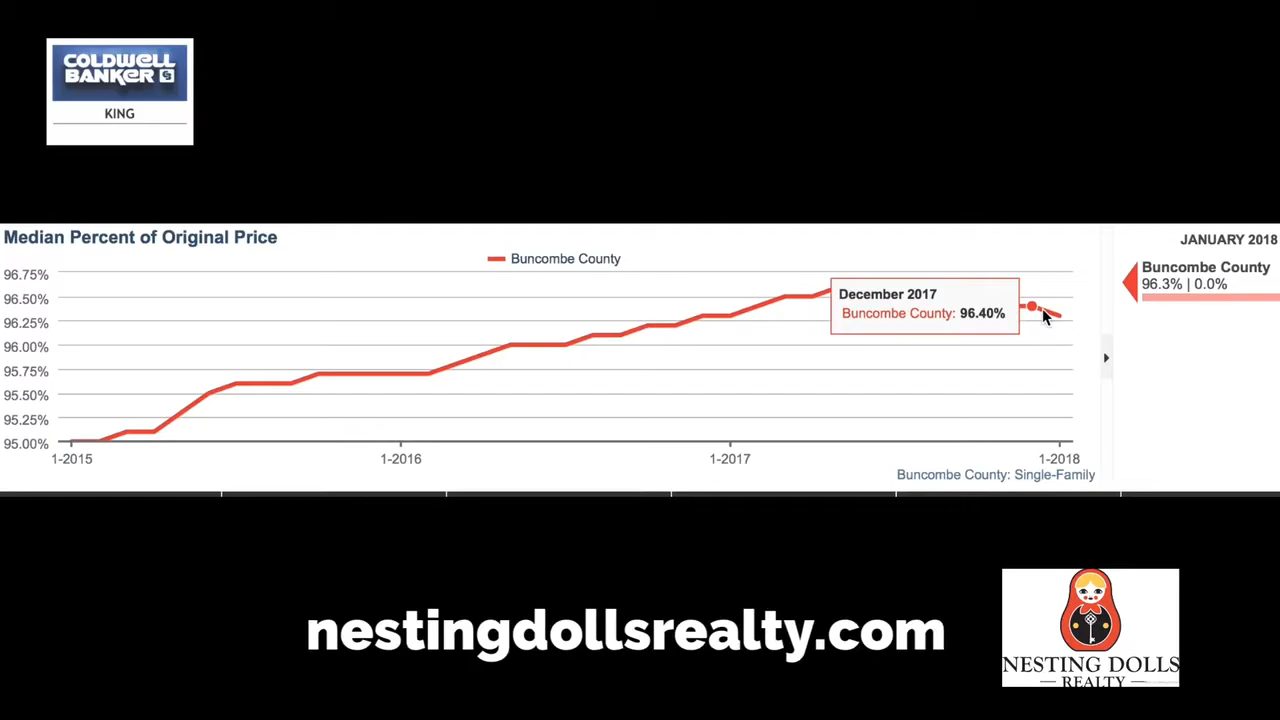 COLDWELL
BANKER
KING
Median Percent of Original Price
JANUARY 2018
Buncombe County
Buncombe County
96.3% | 0.0%
96.75%
96.50%
96.25%
96.00%
95.75%
95.50%
95.25%
95.00%
December 2017
Buncombe County: 96.40%
1-2015
1-2016
1-2017
1-2018
Buncombe County: Single-Family
nestingdollsrealty.com
NESTING DOLLS
REALTY